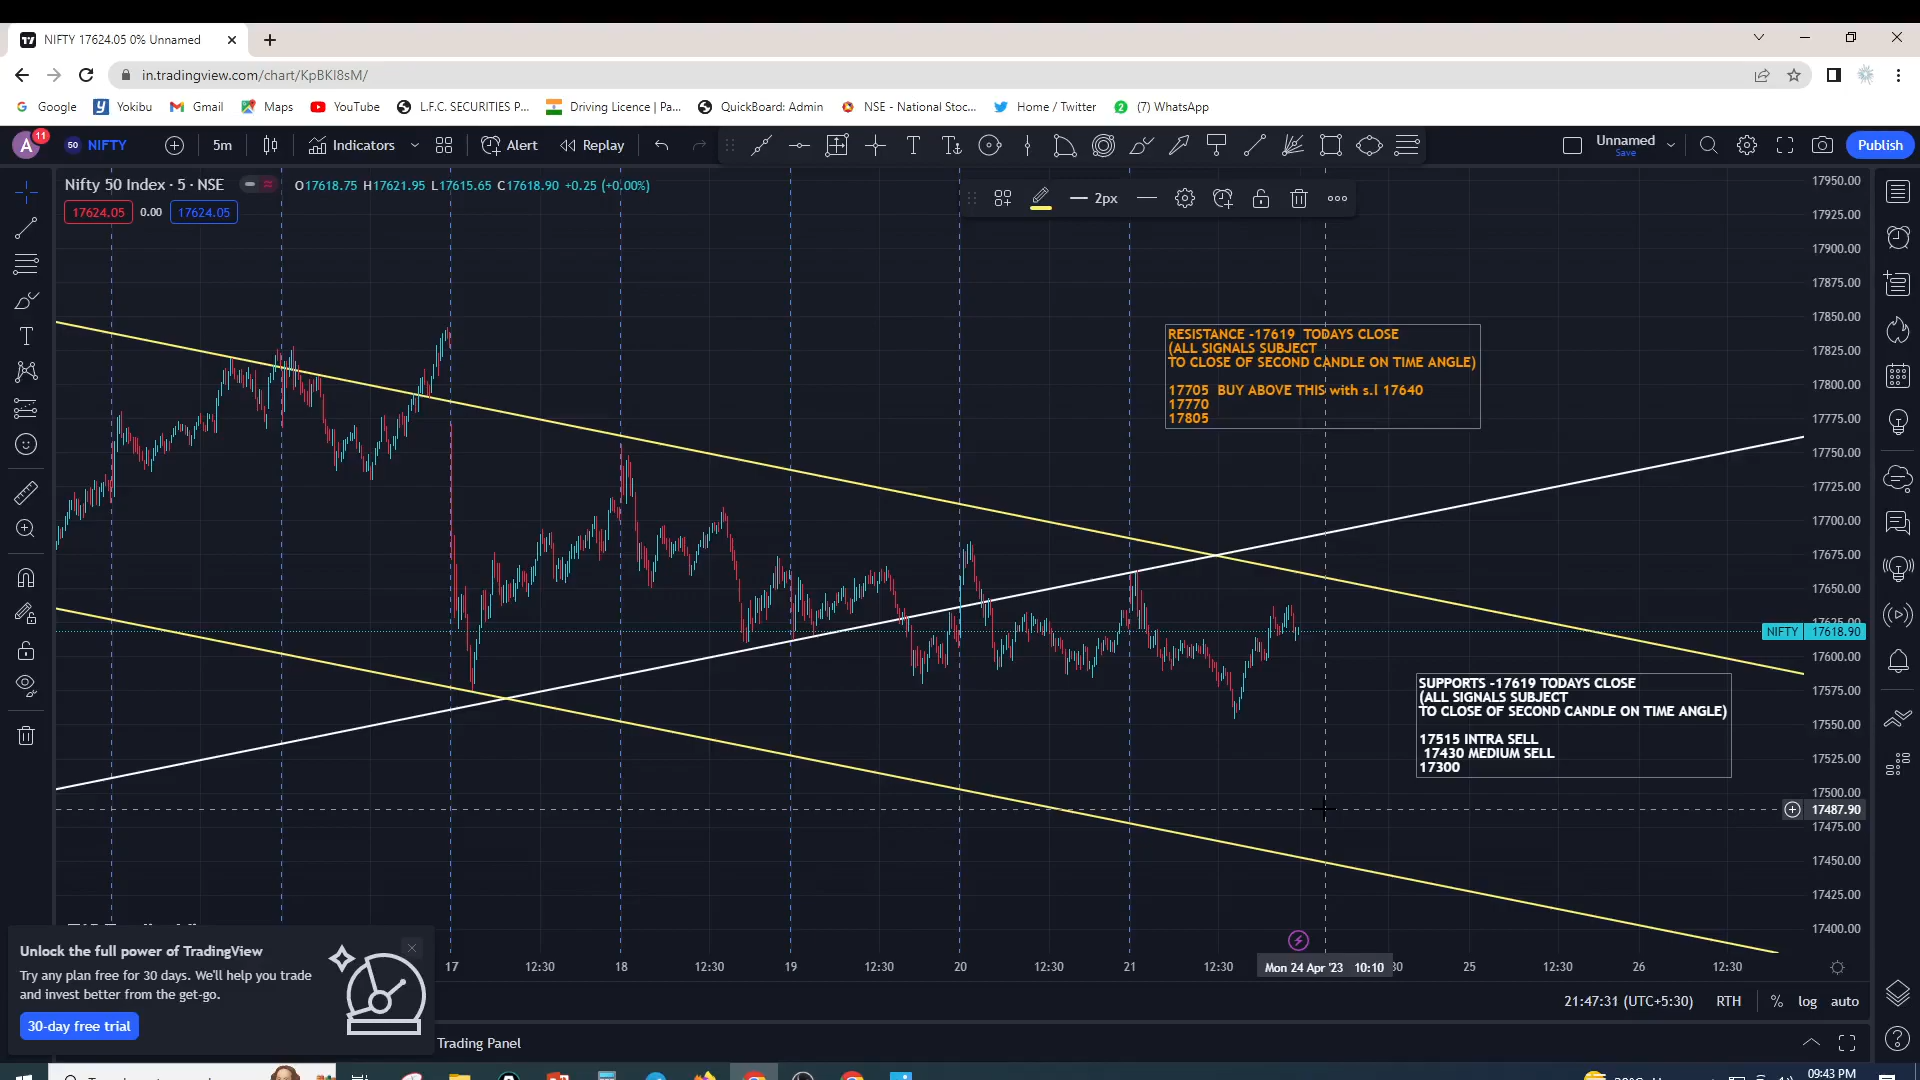 NIFTY 17624.05 0% Unnamed
in.tradingview.com/chart/KpBKI8sM/
Google Yokibu Gmail Maps YouTube L.F.C. SECURITIES P... Driving Licence | Pa... QuickBoard: Admin NSE - National Stoc... Home / Twitter (7) WhatsApp
A 11 50 NIFTY 5m Indicators Alert Replay Unnamed Save Publish
Nifty 50 Index · 5 · NSE O17618.75 H17621.95 L17615.65 C17618.90 +0.25 (+0.00%)
17624.05 0.00 17624.05
2px
RESISTANCE -17619 TODAYS CLOSE
(ALL SIGNALS SUBJECT
TO CLOSE OF SECOND CANDLE ON TIME ANGLE)
17705 BUY ABOVE THIS with s.l 17640
17770
17805
SUPPORTS -17619 TODAYS CLOSE
(ALL SIGNALS SUBJECT
TO CLOSE OF SECOND CANDLE ON TIME ANGLE)
17515 INTRA SELL
17430 MEDIUM SELL
17300
17950.00
17925.00
17900.00
17875.00
17850.00
17825.00
17800.00
17775.00
17750.00
17725.00
17700.00
17675.00
17650.00
NIFTY 17618.90
17600.00
17575.00
17550.00
17525.00
17500.00
17487.90
17475.00
17450.00
17425.00
17400.00
17 12:30 18 12:30 19 12:30 20 12:30 21 12:30 Mon 24 Apr '23 10:10 25 12:30 26 12:30
Unlock the full power of TradingView
Try any plan free for 30 days. We'll help you trade
and invest better from the get-go.
30-day free trial
21:47:31 (UTC+5:30) RTH % log auto
Trading Panel
09:43 PM